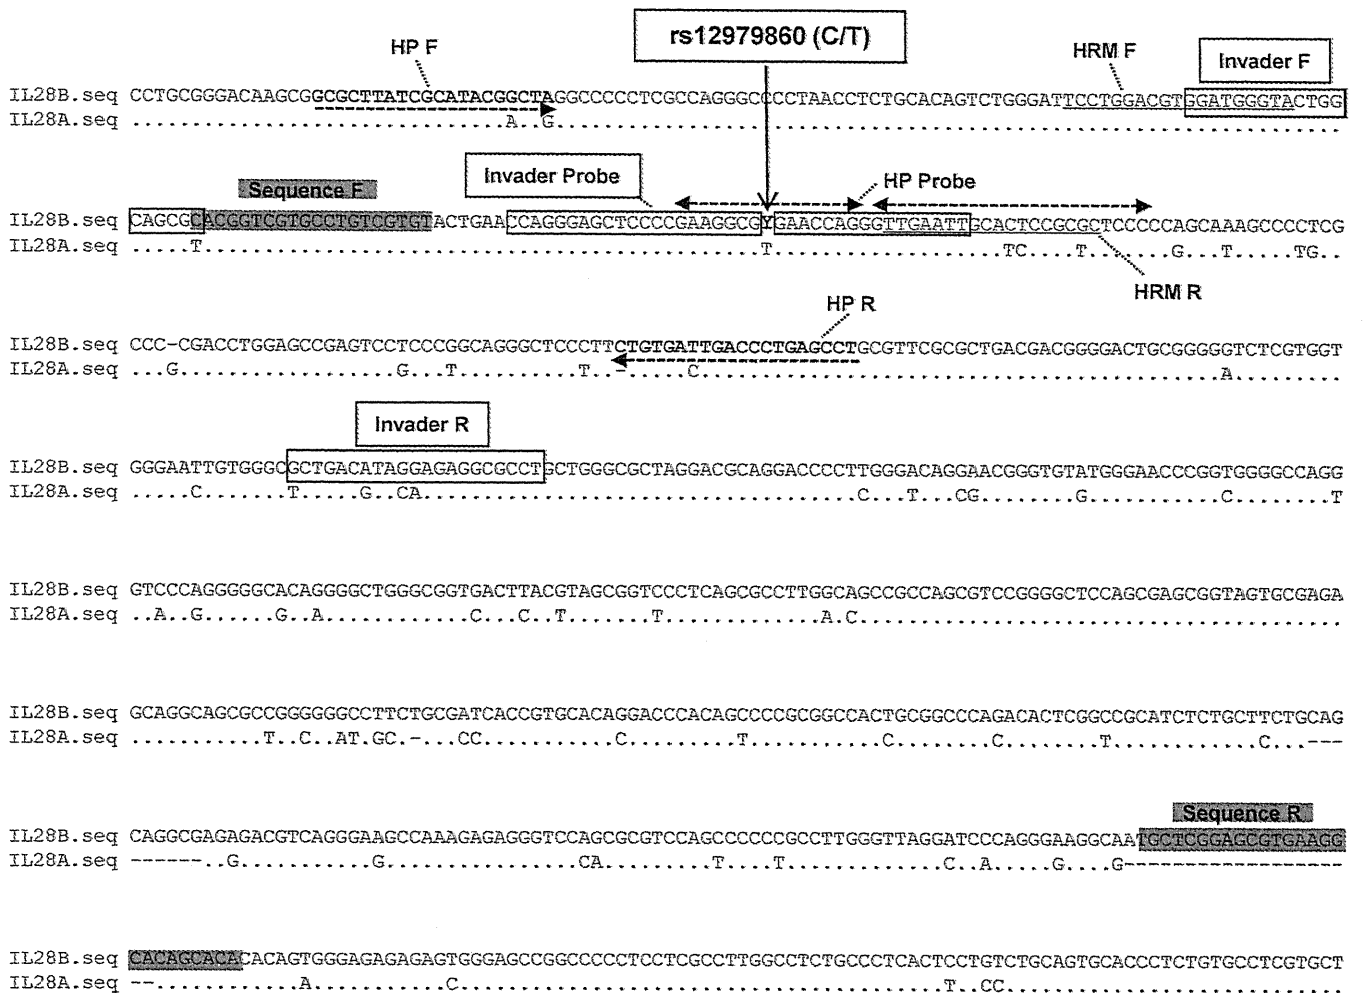 rs12979860 (C/T)
HP F
HRM F
Invader F
IL28B.seq CCTGCGGGACAAGCGGCGCTTATCGCATACGGCTAGGCCCCCTCGCCAGGGCCCCTAACCTCTGCACAGTCTGGGATTCCTGGACGTGGATGGGTACTGG
IL28A.seq ...............................A..G.................................................................
Sequence F
Invader Probe
HP Probe
IL28B.seq CAGCGCACGGTCGTGCCTGTCGTGTACTGAACCAGGGAGCTCCCCGAAGGCGYGAACCAGGGTTGAATTGCACTCCGCGCTCCCCCAGCAAAGCCCCTCG
IL28A.seq .....T..............................................T...................TC....T.......G...T.....TG..
HRM R
HP R
IL28B.seq CCC-CGACCTGGAGCCGAGTCCTCCCGGCAGGGCTCCCTTCTGTGATTGACCCTGAGCCTGCGTTCGCGCTGACGACGGGGACTGCGGGGGTCTCGTGGT
IL28A.seq ...G..................G...T..........T..-.....C...........................................A.........
Invader R
IL28B.seq GGGAATTGTGGGCGCTGACATAGGAGAGGCGCCTGCTGGGCGCTAGGACGCAGGACCCCTTGGGACAGGAACGGGTGTATGGGAACCCGGTGGGGCCAGG
IL28A.seq .....C.......T.....G..CA....................................C...T...CG........G...........C........T
IL28B.seq GTCCCAGGGGGCACAGGGGCTGGGCGGTGACTTACGTAGCGGTCCCTCAGCGCCTTGGCAGCCGCCAGCGTCCGGGGCTCCAGCGAGCGGTAGTGCGAGA
IL28A.seq ..A..G......G..A............C...C..T.......T.............A.C........................................
IL28B.seq GCAGGCAGCGCCGGGGGGCCTTCTGCGATCACCGTGCACAGGACCCACAGCCCCGCGGCCACTGCGGCCCAGACACTCGGCCGCATCTCTGCTTCTGCAG
IL28A.seq ...........T..C..AT.GC.-...CC...........C.........T...........C........C........T............C...---
Sequence R
IL28B.seq CAGGCGAGAGACGTCAGGGAAGCCAAAGAGAGGGTCCAGCGCGTCCAGCCCCCCGCCTTGGGTTAGGATCCCAGGGAAGGCAATGCTCGGAGCGTGAAGG
IL28A.seq ------..G...........G................CA.........T....T.............C..A.....G....G------------------
IL28B.seq CACAGCACACACAGTGGGAGAGAGAGTGGGAGCCGGCCCCCTCCTCGCCTTGGCCTCTGCCCTCACTCCTGTCTGCAGTGCACCCTCTGTGCCTCGTGCT
IL28A.seq --............A...........C........................................T..CC............................